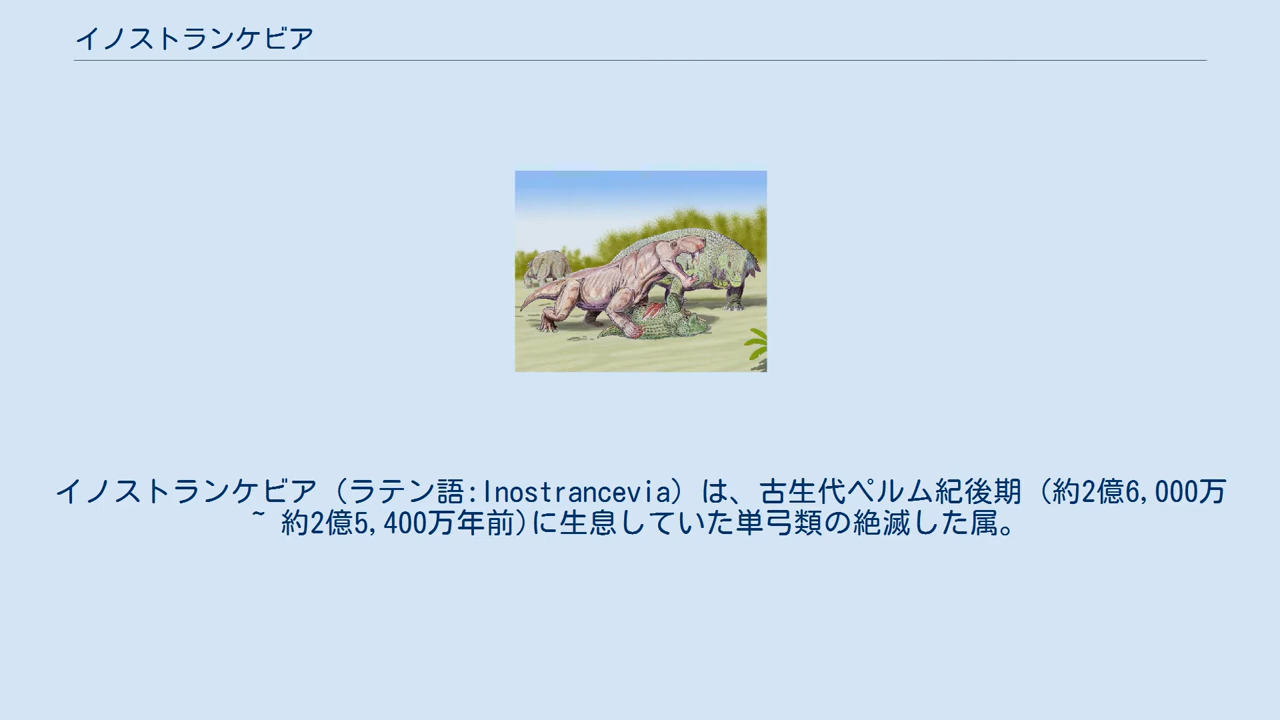 イノストランケビア
イノストランケビア (ラテン語:Inostrancevia) は、古生代ペルム紀後期 (約2億6,000万
~ 約2億5,400万年前)に生息していた単弓類の絶滅した属。